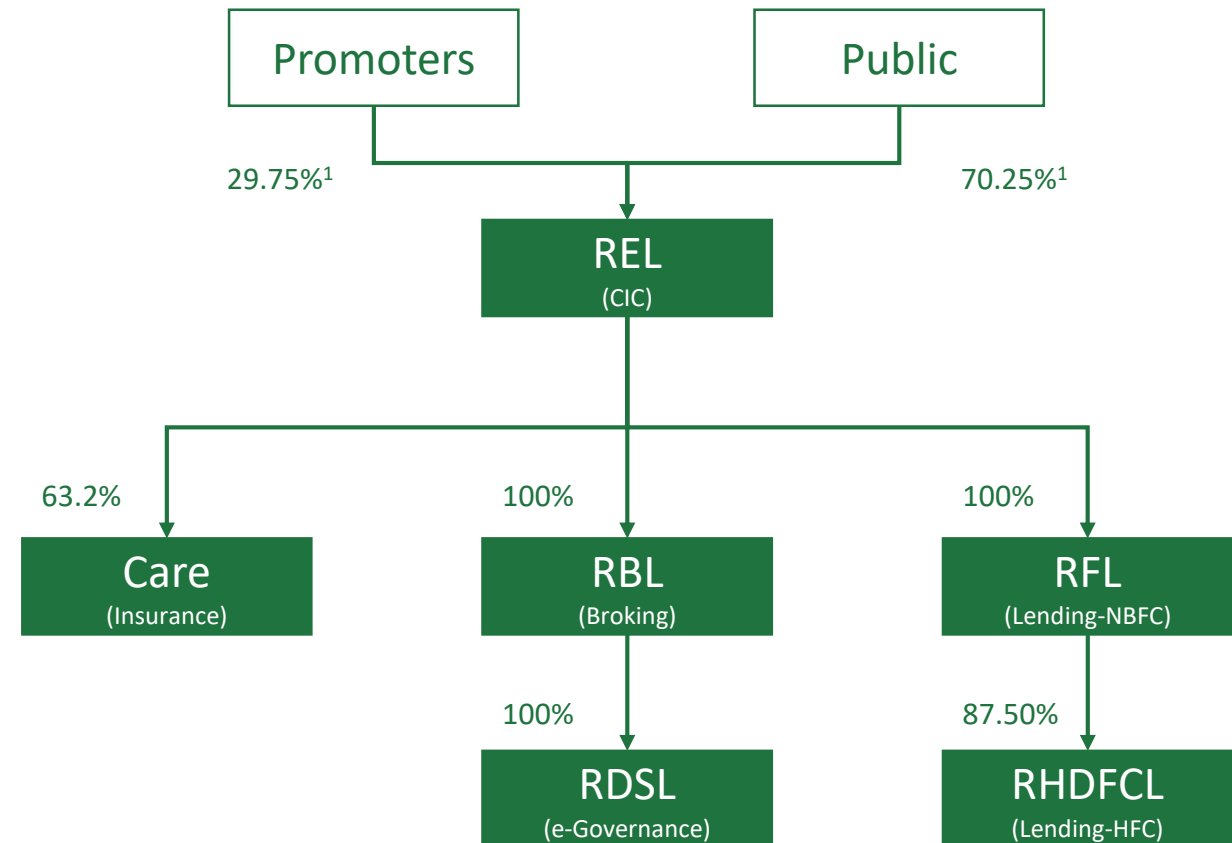 Promoters
Public
29.75%¹
70.25%¹
REL
(CIC)
63.2%
100%
100%
Care
(Insurance)
RBL
(Broking)
RFL
(Lending-NBFC)
100%
87.50%
RDSL
(e-Governance)
RHDFCL
(Lending-HFC)